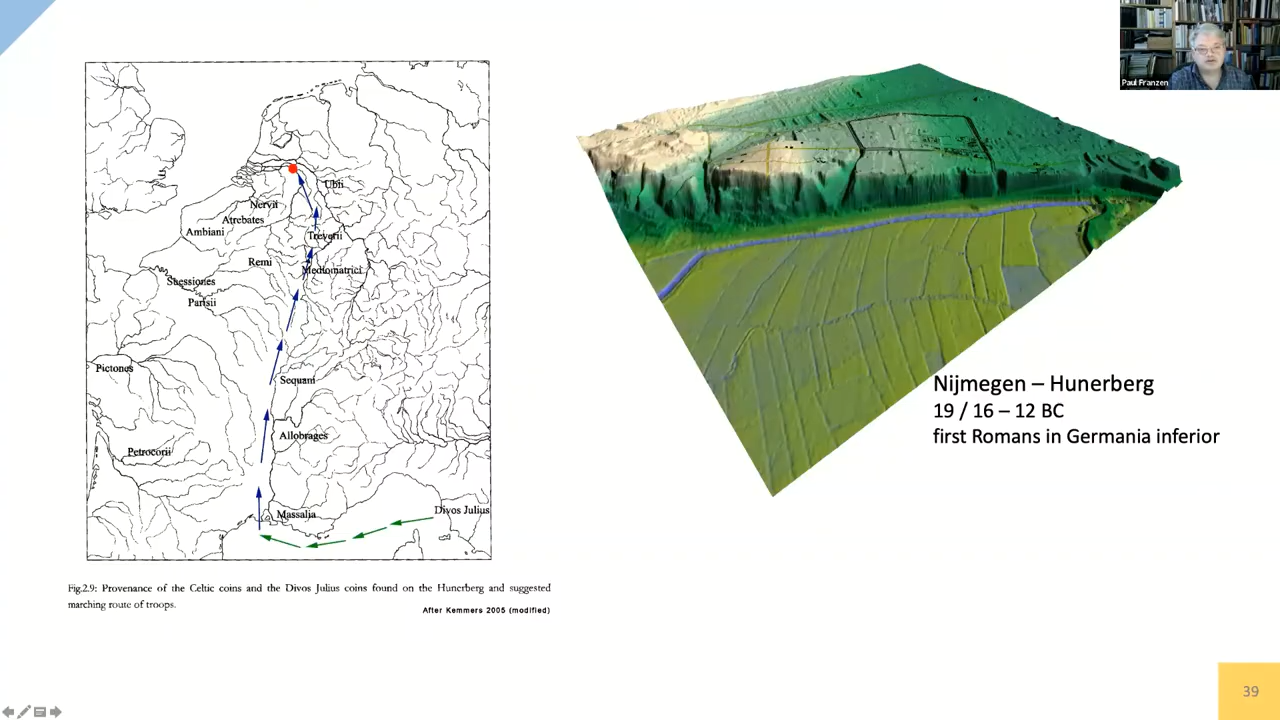 Paul Franzen
Ubii
Nervii
Atrebates
Ambiani
Treverii
Remi
Mediomatrici
Suessiones
Parisii
Pictones
Sequani
Allobrages
Petrocorii
Massalia
Divos Julius
Fig.2.9: Provenance of the Celtic coins and the Divos Julius coins found on the Hunerberg and suggested
marching route of troops.
After Kemmers 2005 (modified)
Nijmegen – Hunerberg
19 / 16 – 12 BC
first Romans in Germania inferior
39